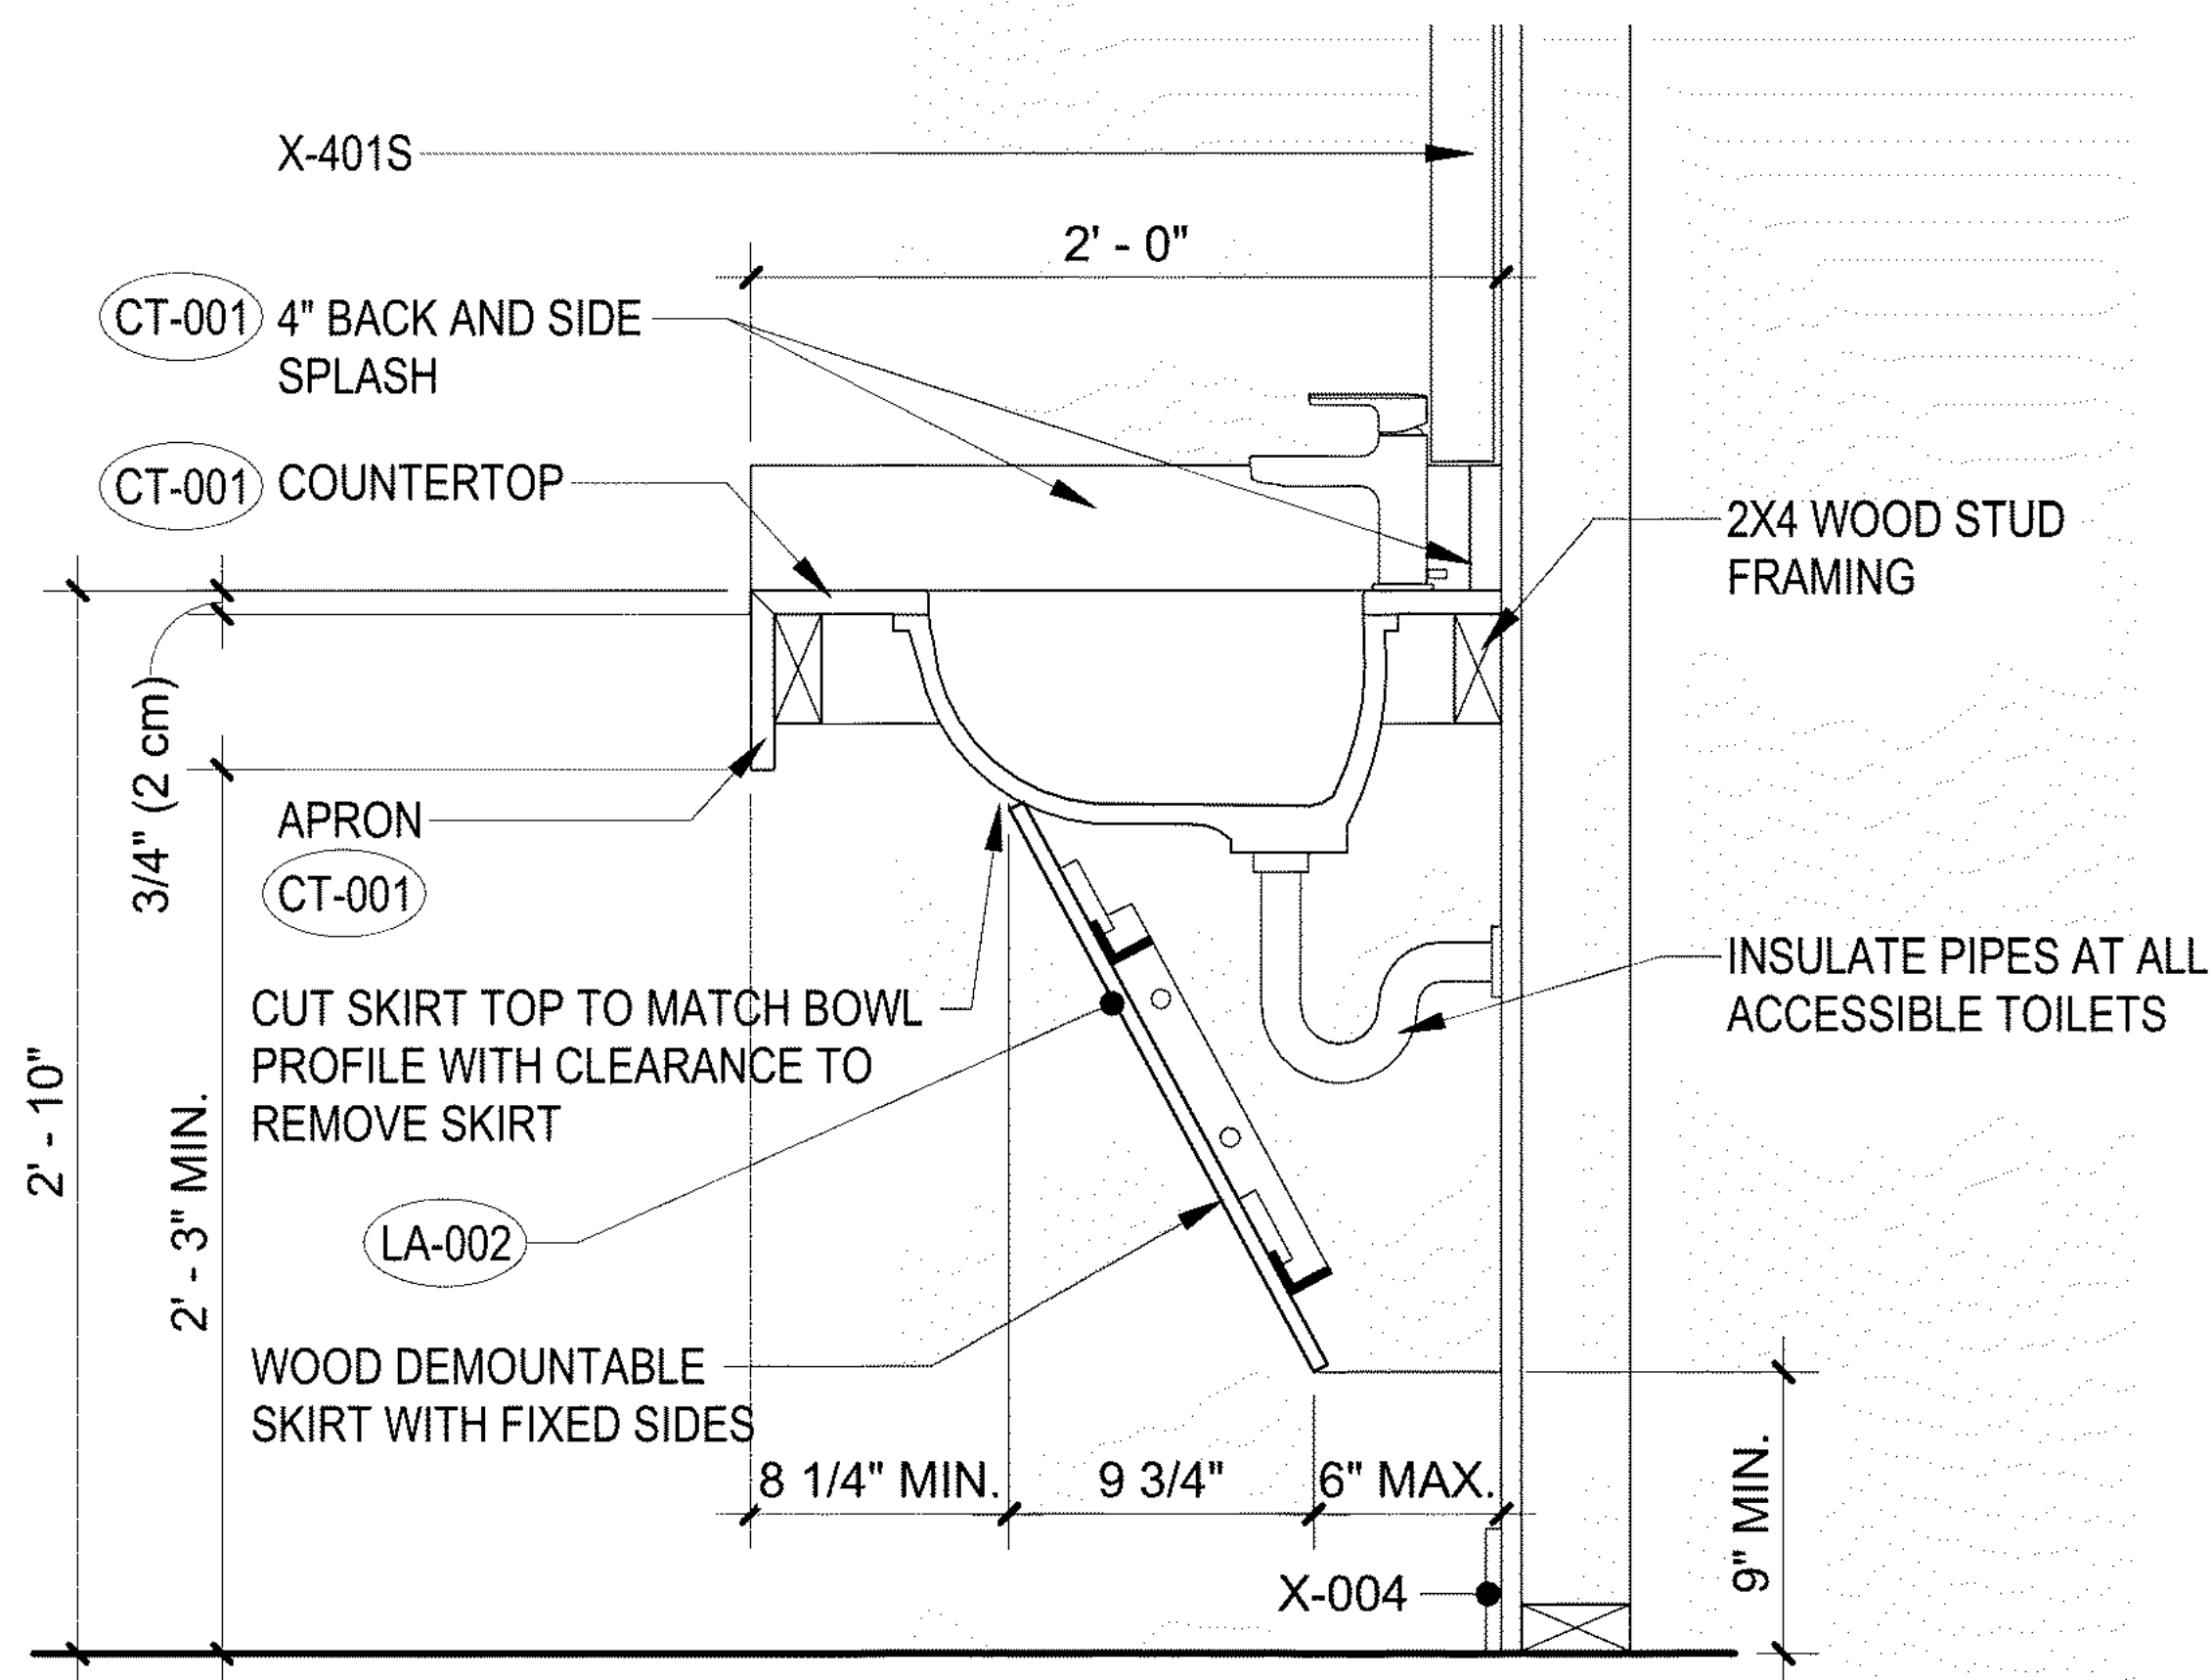 X-401S
2' - 0"
CT-001 4" BACK AND SIDE
SPLASH
CT-001 COUNTERTOP
2X4 WOOD STUD
FRAMING
3/4" (2 cm)
APRON
CT-001
INSULATE PIPES AT ALL
ACCESSIBLE TOILETS
CUT SKIRT TOP TO MATCH BOWL
PROFILE WITH CLEARANCE TO
REMOVE SKIRT
2' - 10"
2' - 3" MIN.
LA-002
WOOD DEMOUNTABLE
SKIRT WITH FIXED SIDES
8 1/4" MIN.
9 3/4"
6" MAX.
9" MIN.
X-004